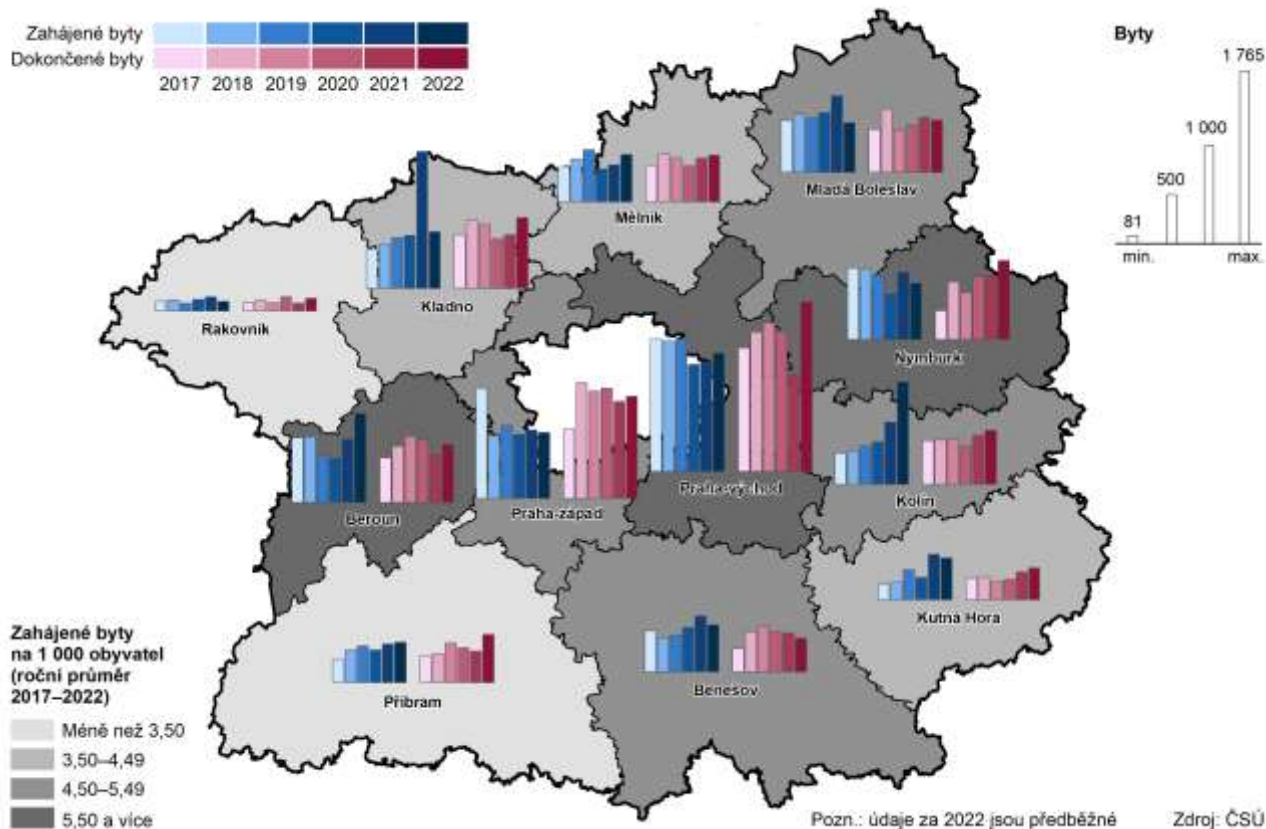 Zahájené byty
Dokončené byty
2017 2018 2019 2020 2021 2022
Byty
1 765
1 000
500
81
min. max.
Mladá Boleslav
Mělník
Kladno
Rakovník
Nymburk
Praha-východ
Kolín
Beroun
Praha-západ
Kutná Hora
Benešov
Příbram
Zahájené byty
na 1 000 obyvatel
(roční průměr
2017–2022)
Méně než 3,50
3,50–4,49
4,50–5,49
5,50 a více
Pozn.: údaje za 2022 jsou předběžné Zdroj: ČSÚ